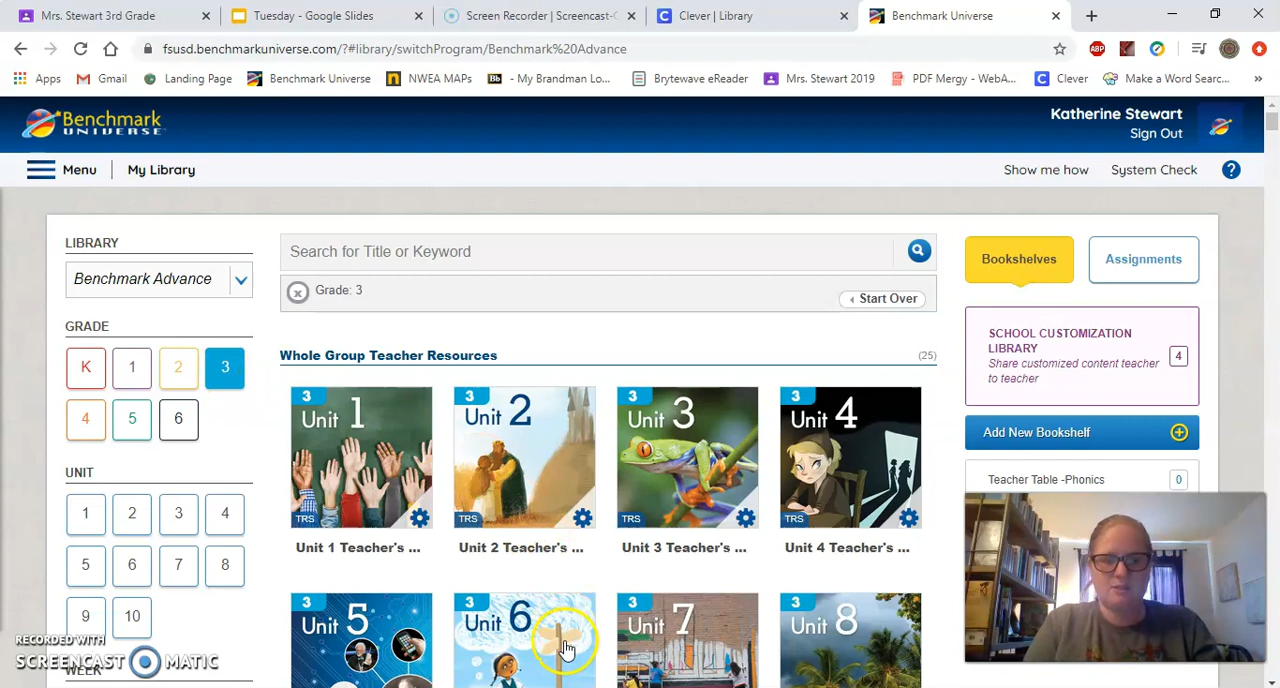 Mrs. Stewart 3rd Grade
Tuesday - Google Slides
Screen Recorder | Screencast-O
Clever | Library
Benchmark Universe
fsusd.benchmarkuniverse.com/?#library/switchProgram/Benchmark%20Advance
ABP
Apps
Gmail
Landing Page
Benchmark Universe
NWEA MAPs
Bb
- My Brandman Lo...
Brytewave eReader
Mrs. Stewart 2019
PDF Mergy - WebA...
Clever
Make a Word Searc...
Benchmark
UNIVERSE
Katherine Stewart
Sign Out
Menu
My Library
Show me how
System Check
?
LIBRARY
Benchmark Advance
GRADE
K
1
2
3
4
5
6
UNIT
1
2
3
4
5
6
7
8
9
10
WEEK
Search for Title or Keyword
Grade: 3
Start Over
Whole Group Teacher Resources
(25)
3
Unit 1
TRS
Unit 1 Teacher's ...
3
Unit 2
TRS
Unit 2 Teacher's ...
3
Unit 3
TRS
Unit 3 Teacher's ...
3
Unit 4
TRS
Unit 4 Teacher's ...
3
Unit 5
3
Unit 6
3
Unit 7
3
Unit 8
Bookshelves
Assignments
SCHOOL CUSTOMIZATION
LIBRARY
4
Share customized content teacher
to teacher
Add New Bookshelf
Teacher Table -Phonics
0
RECORDED WITH
SCREENCAST MATIC